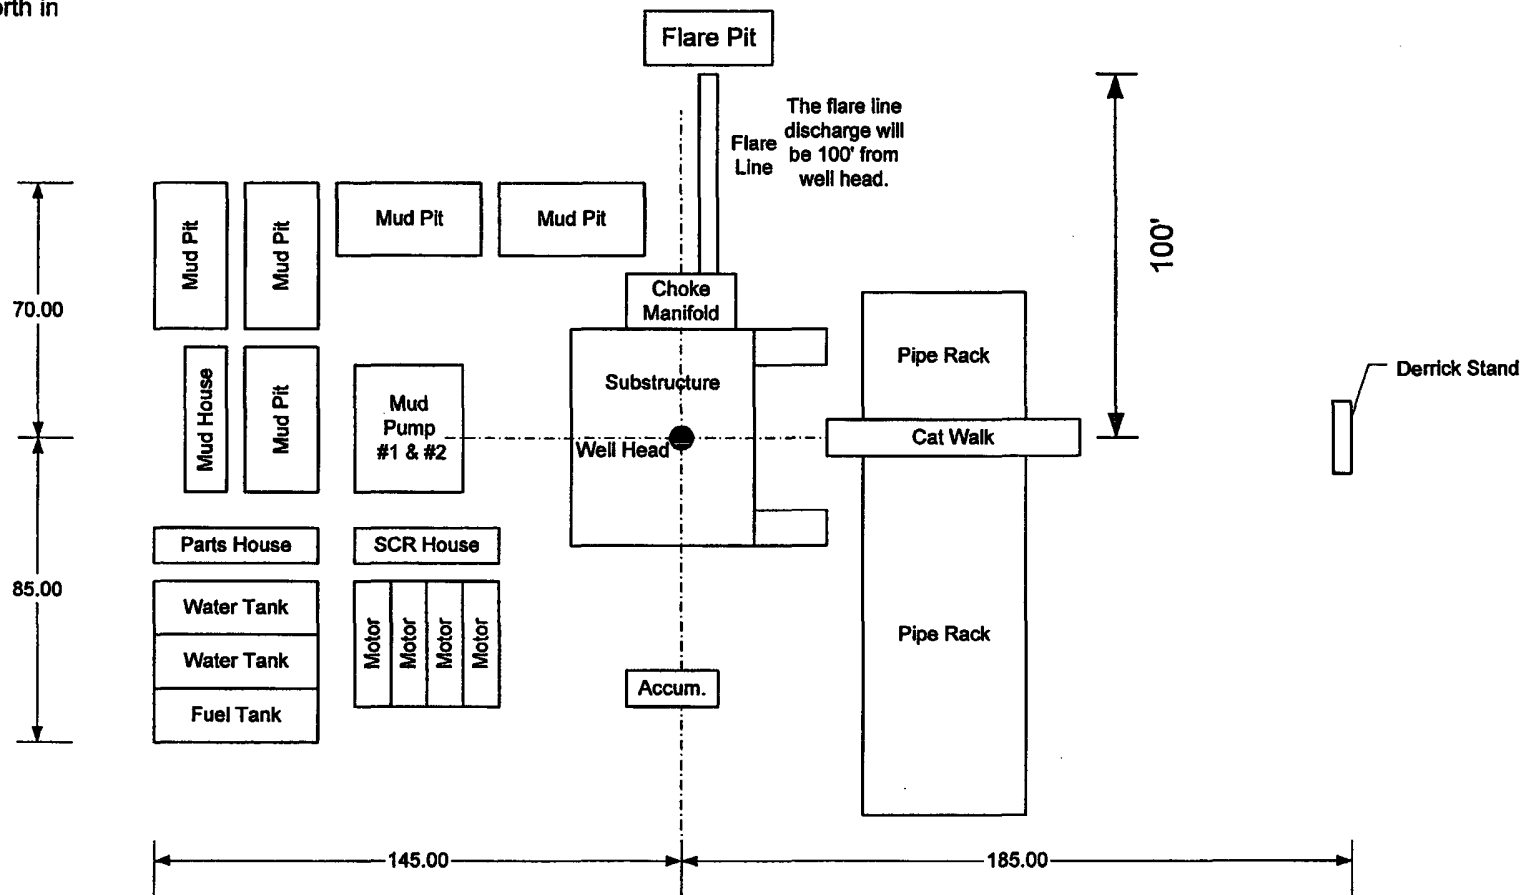 orth in
Flare Pit
The flare line
discharge will
be 100' from
well head.
Flare
Line
100'
Mud Pit
Mud Pit
Mud Pit
Mud Pit
70.00
Choke
Manifold
Substructure
Well Head
Pipe Rack
Cat Walk
Derrick Stand
Mud House
Mud Pit
Mud
Pump
#1 & #2
Parts House
SCR House
85.00
Water Tank
Water Tank
Fuel Tank
Motor
Motor
Motor
Motor
Accum.
Pipe Rack
145.00
185.00